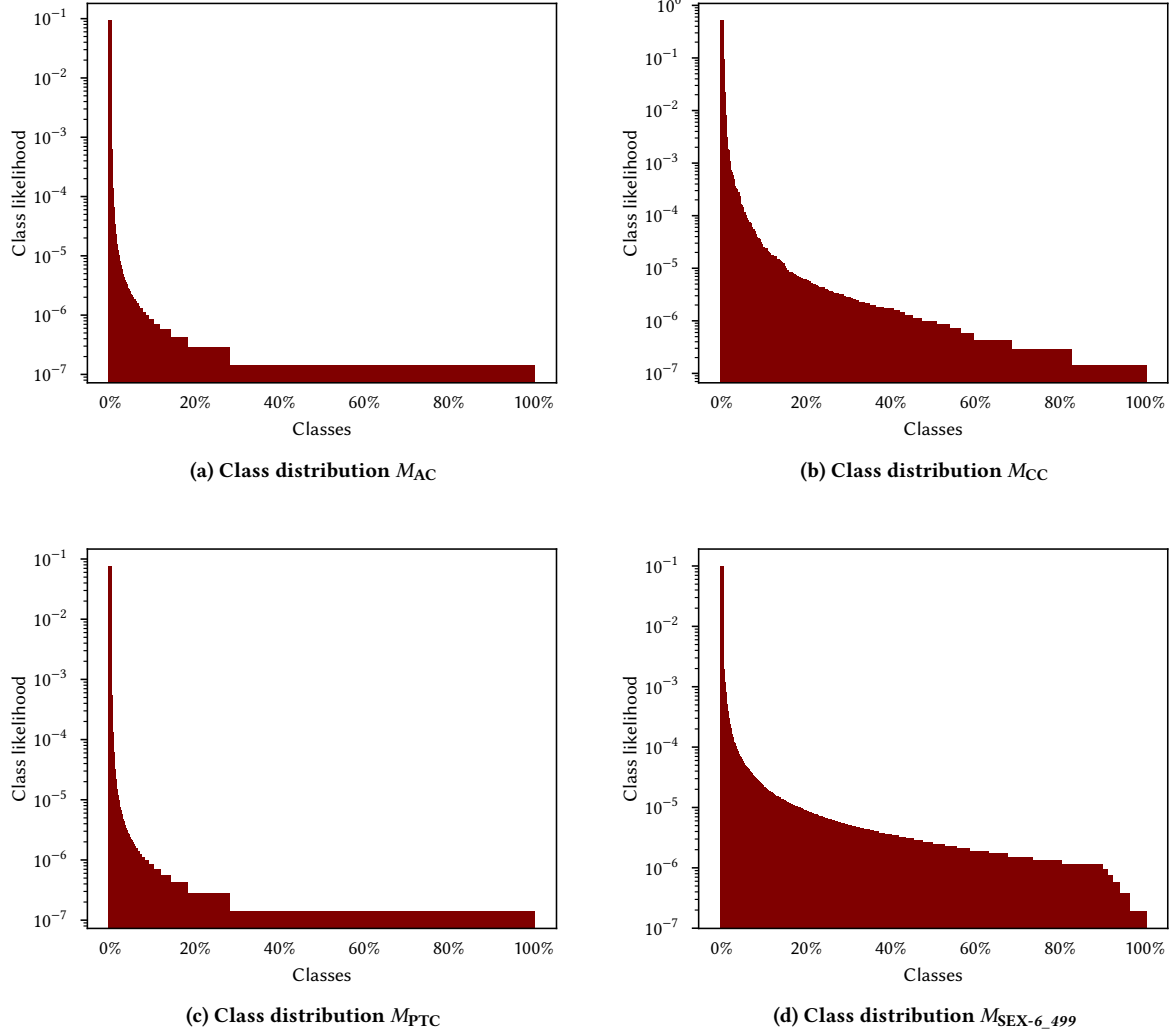 10⁻¹
10⁻²
10⁻³
10⁻⁴
10⁻⁵
10⁻⁶
10⁻⁷
Class likelihood
0% 20% 40% 60% 80% 100%
Classes
(a) Class distribution M_AC
10⁰
10⁻¹
10⁻²
10⁻³
10⁻⁴
10⁻⁵
10⁻⁶
10⁻⁷
Class likelihood
0% 20% 40% 60% 80% 100%
Classes
(b) Class distribution M_CC
10⁻¹
10⁻²
10⁻³
10⁻⁴
10⁻⁵
10⁻⁶
10⁻⁷
Class likelihood
0% 20% 40% 60% 80% 100%
Classes
(c) Class distribution M_PTC
10⁻¹
10⁻²
10⁻³
10⁻⁴
10⁻⁵
10⁻⁶
10⁻⁷
Class likelihood
0% 20% 40% 60% 80% 100%
Classes
(d) Class distribution M_SEX-6_499